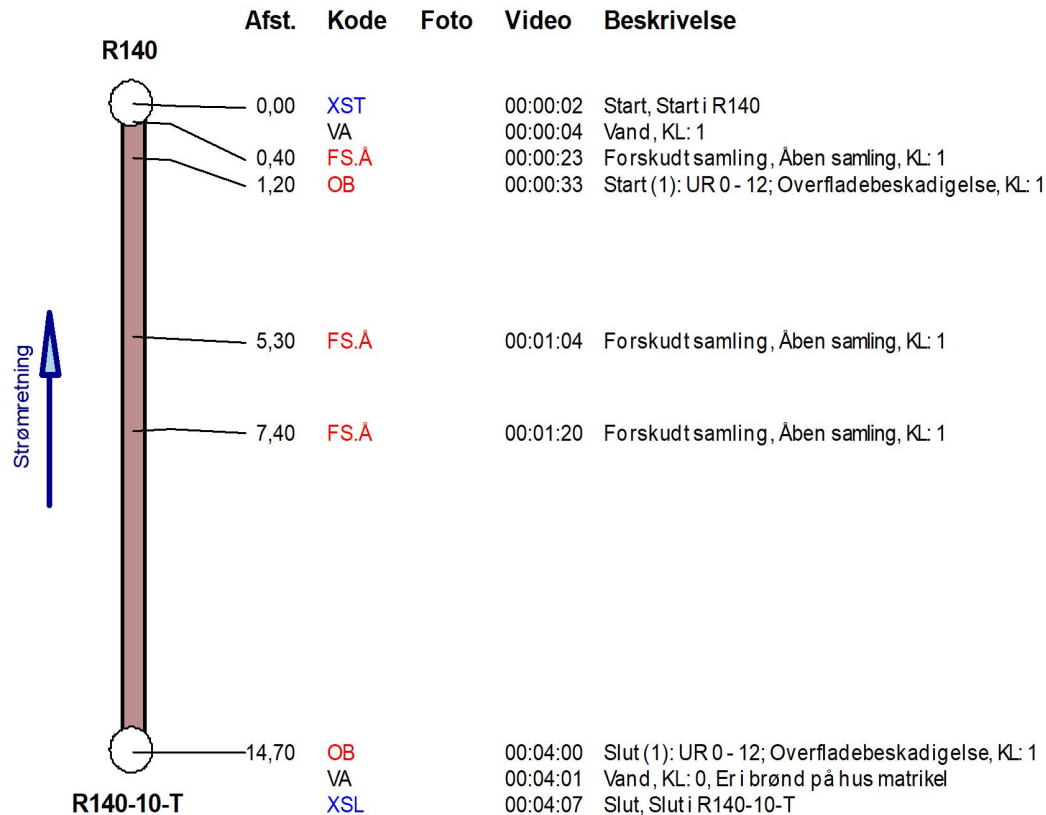 Afst. Kode Foto Video Beskrivelse
R140
0,00 XST 00:00:02 Start, Start i R140
VA 00:00:04 Vand, KL: 1
0,40 FS.Å 00:00:23 Forskudt samling, Åben samling, KL: 1
1,20 OB 00:00:33 Start (1): UR 0 - 12; Overfladebeskadigelse, KL: 1
5,30 FS.Å 00:01:04 Forskudt samling, Åben samling, KL: 1
Strømretning
7,40 FS.Å 00:01:20 Forskudt samling, Åben samling, KL: 1
14,70 OB 00:04:00 Slut (1): UR 0 - 12; Overfladebeskadigelse, KL: 1
VA 00:04:01 Vand, KL: 0, Er i brønd på hus matrikel
R140-10-T XSL 00:04:07 Slut, Slut i R140-10-T